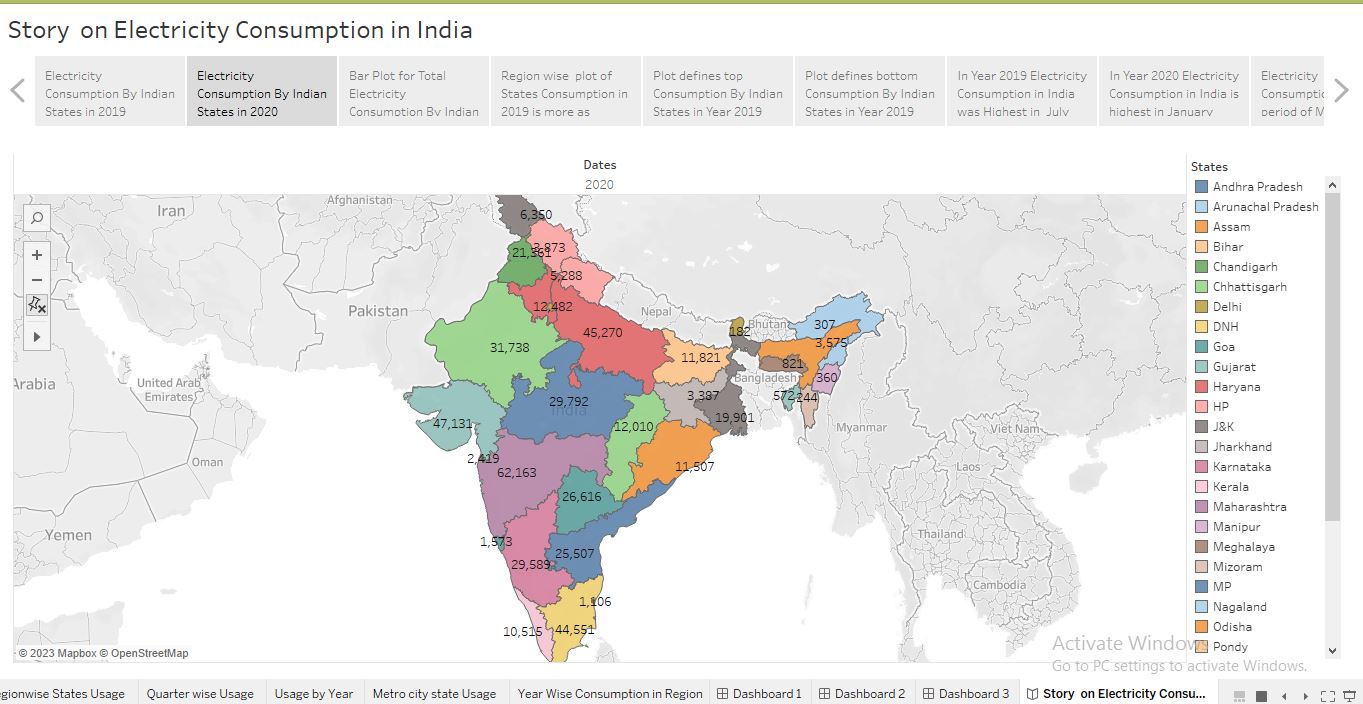 Story on Electricity Consumption in India
Electricity
Consumption By Indian
States in 2019
Electricity
Consumption By Indian
States in 2020
Bar Plot for Total
Electricity
Consumption By Indian
Region wise plot of
States Consumption in
2019 is more as
Plot defines top
Consumption By Indian
States in Year 2019
Plot defines bottom
Consumption By Indian
States in Year 2019
In Year 2019 Electricity
Consumption in India
was Highest in July
In Year 2020 Electricity
Consumption in India is
highest in January
Electricity
Consumptic
period of M
Dates
2020
Iran
Afghanistan
Pakistan
Nepal
Bhutan
Bangladesh
India
Arabia
United Arab
Emirates
Oman
Yemen
Myanmar
Viet Nam
Laos
Thailand
Cambodia
6,350
3,873
21,361
5,288
12,482
45,270
31,738
182
307
3,575
11,821
821
360
3,387
572
244
29,792
19,901
47,131
12,010
2,419
62,163
11,507
26,616
1,573
25,507
29,589
1,106
10,515
44,551
© 2023 Mapbox © OpenStreetMap
States
Andhra Pradesh
Arunachal Pradesh
Assam
Bihar
Chandigarh
Chhattisgarh
Delhi
DNH
Goa
Gujarat
Haryana
HP
J&K
Jharkhand
Karnataka
Kerala
Maharashtra
Manipur
Meghalaya
Mizoram
MP
Nagaland
Odisha
Pondy
Activate Windows
Go to PC settings to activate Windows.
egionwise States Usage
Quarter wise Usage
Usage by Year
Metro city state Usage
Year Wise Consumption in Region
Dashboard 1
Dashboard 2
Dashboard 3
Story on Electricity Consu...